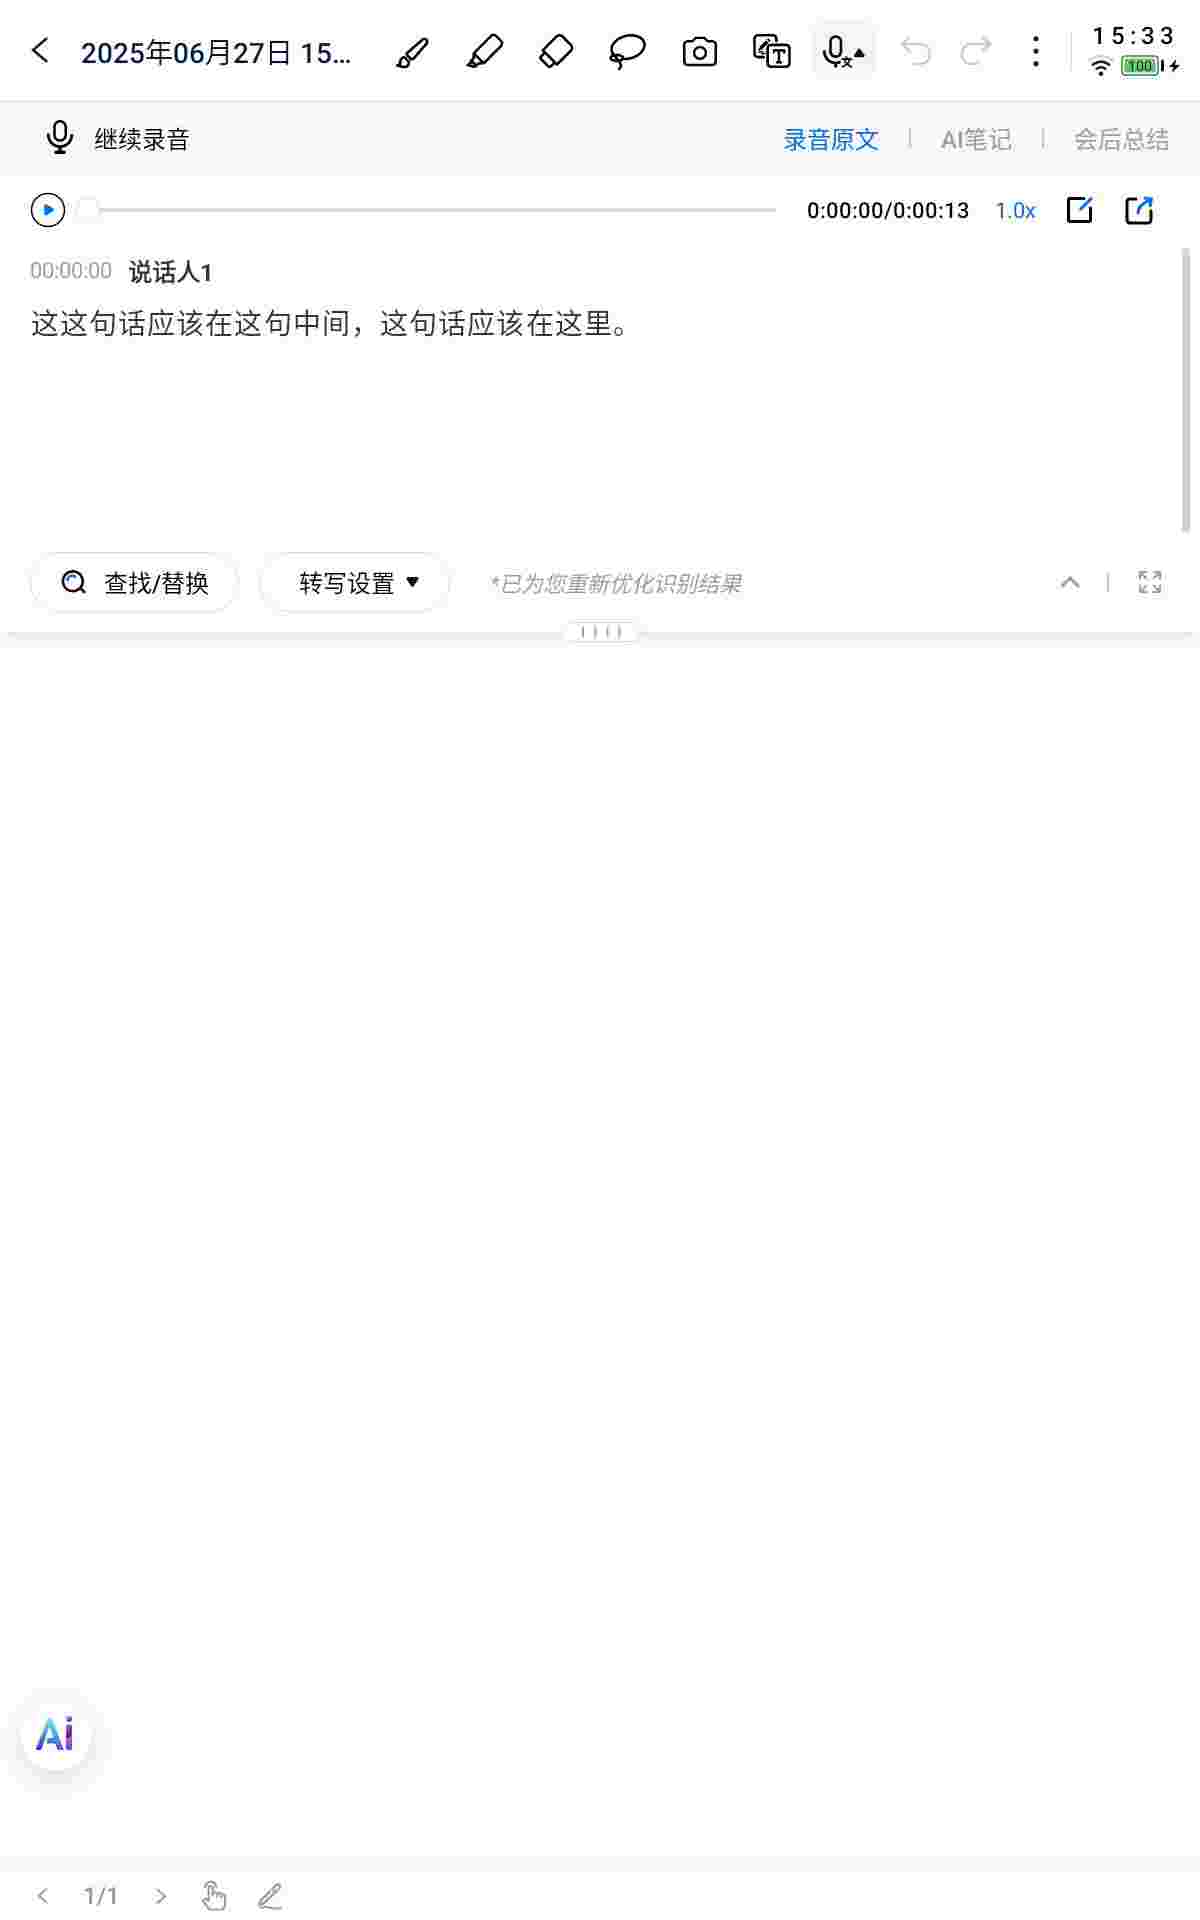 2025年06月27日 15...
15:33
100
继续录音
录音原文 | AI笔记 | 会后总结
0:00:00/0:00:13 1.0x
00:00:00 说话人1
这这句话应该在这句中间，这句话应该在这里。
查找/替换 转写设置 *已为您重新优化识别结果
Ai
1/1